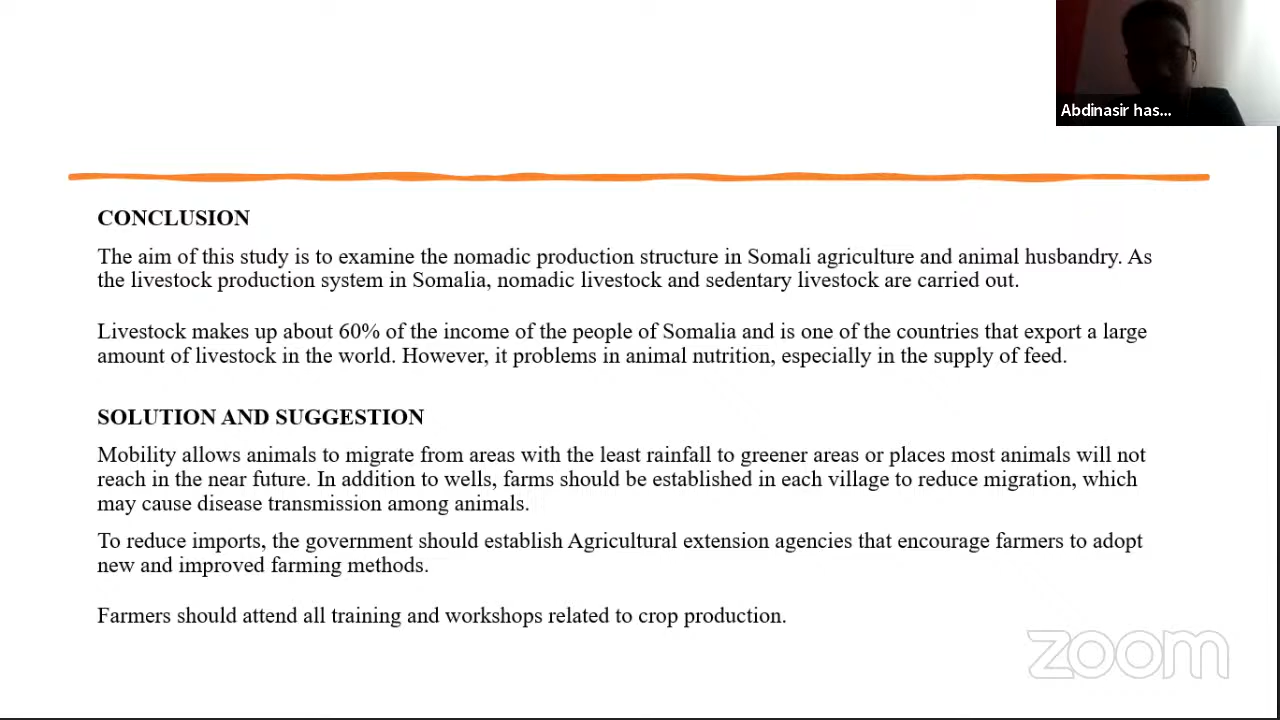 Abdinasir has...
CONCLUSION
The aim of this study is to examine the nomadic production structure in Somali agriculture and animal husbandry. As
the livestock production system in Somalia, nomadic livestock and sedentary livestock are carried out.
Livestock makes up about 60% of the income of the people of Somalia and is one of the countries that export a large
amount of livestock in the world. However, it problems in animal nutrition, especially in the supply of feed.
SOLUTION AND SUGGESTION
Mobility allows animals to migrate from areas with the least rainfall to greener areas or places most animals will not
reach in the near future. In addition to wells, farms should be established in each village to reduce migration, which
may cause disease transmission among animals.
To reduce imports, the government should establish Agricultural extension agencies that encourage farmers to adopt
new and improved farming methods.
Farmers should attend all training and workshops related to crop production.
zoom